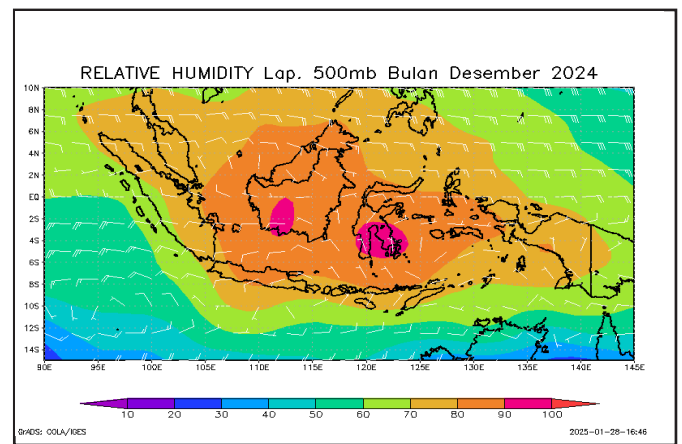 RELATIVE HUMIDITY Lap. 500mb Bulan Desember 2024
10N
8N
6N
4N
2N
EQ
2S
4S
6S
8S
10S
12S
14S
90E 95E 100E 105E 110E 115E 120E 125E 130E 135E 140E 145E
10 20 30 40 50 60 70 80 90 100
GrADS: COLA/IGES 2025-01-28-16:46